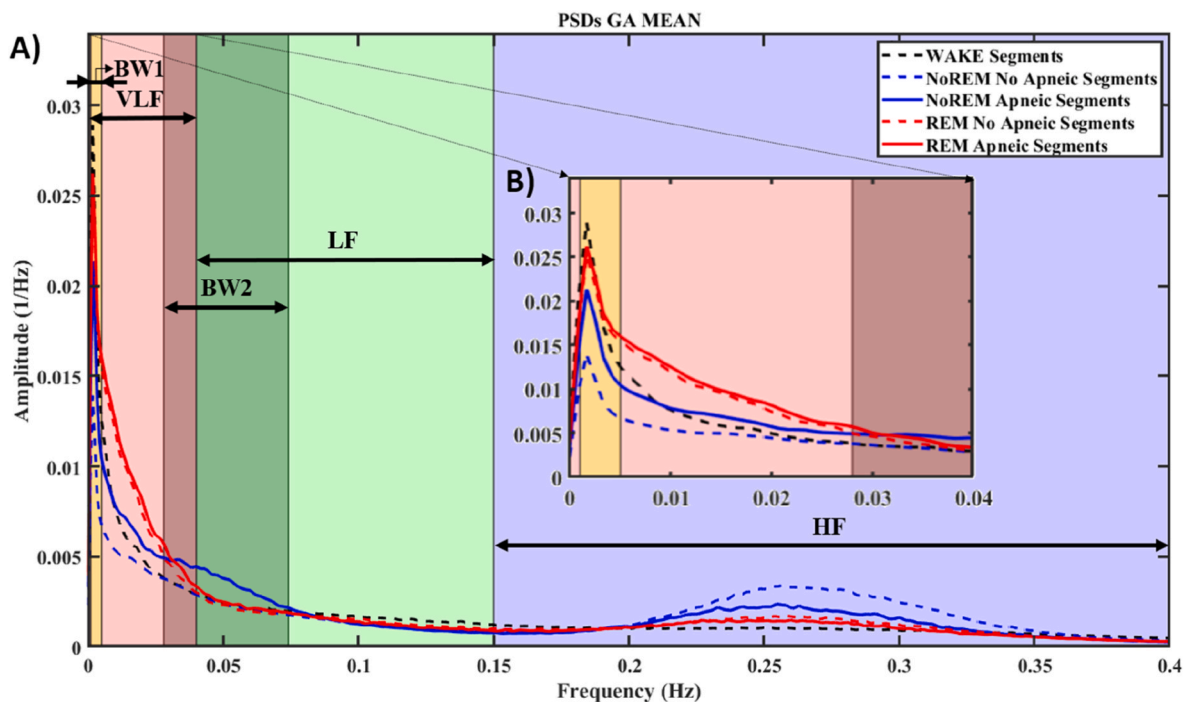 PSDs GA MEAN
A)
BW1
VLF
LF
BW2
HF
WAKE Segments
NoREM No Apneic Segments
NoREM Apneic Segments
REM No Apneic Segments
REM Apneic Segments
B)
0.03
0.025
0.02
0.015
0.01
0.005
0
0 0.01 0.02 0.03 0.04
Amplitude (1/Hz)
0.03
0.025
0.02
0.015
0.01
0.005
0
0 0.05 0.1 0.15 0.2 0.25 0.3 0.35 0.4
Frequency (Hz)